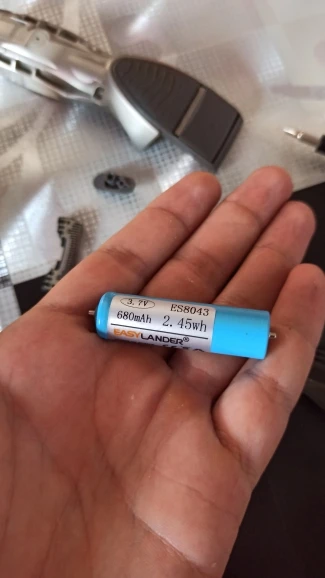 3.7V ES8043
680mAh 2.45wh
EASYLANDER®